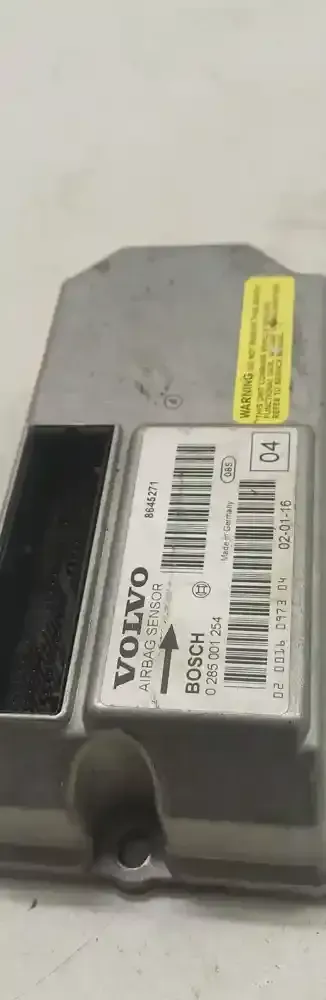 VOLVO
AIRBAG SENSOR
8645271
BOSCH
0 285 001 254
Made in Germany
085
04
02-01-16
02 0016 0973 04
WARNING